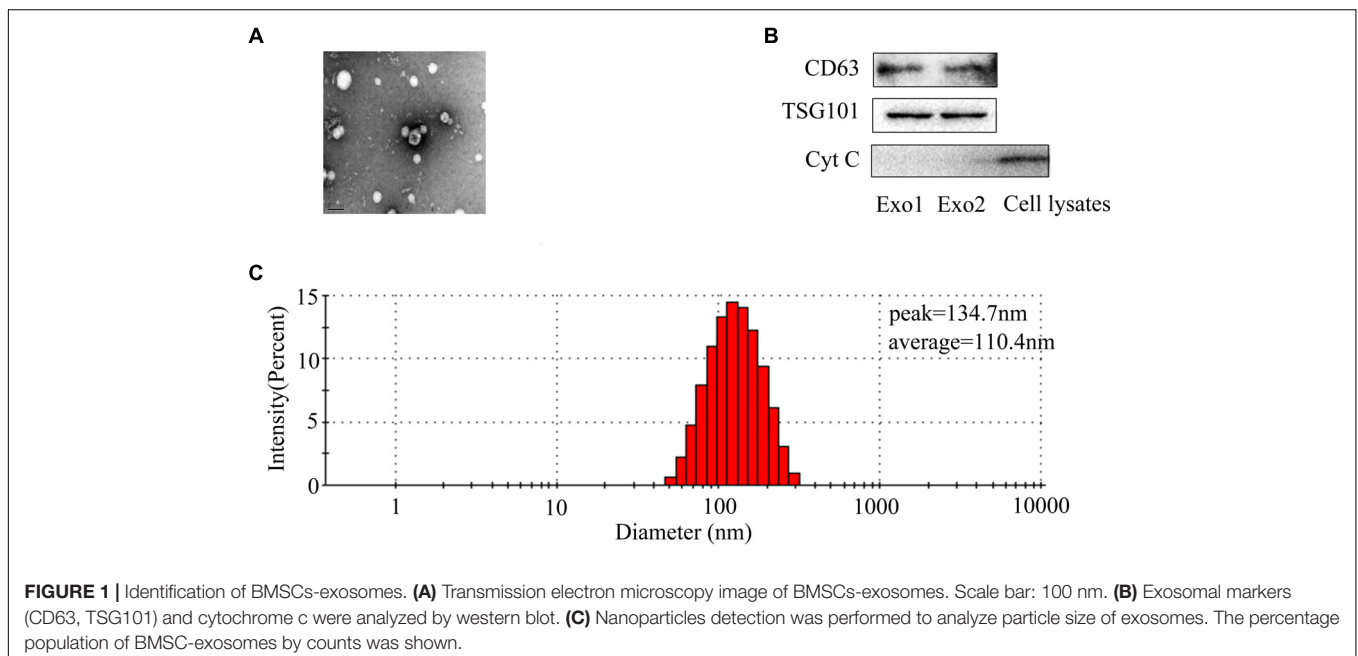 A
B
CD63
TSG101
Cyt C
Exo1 Exo2 Cell lysates
C
15
10
5
0
Intensity(Percent)
peak=134.7nm
average=110.4nm
1 10 100 1000 10000
Diameter (nm)
FIGURE 1 | Identification of BMSCs-exosomes. (A) Transmission electron microscopy image of BMSCs-exosomes. Scale bar: 100 nm. (B) Exosomal markers
(CD63, TSG101) and cytochrome c were analyzed by western blot. (C) Nanoparticles detection was performed to analyze particle size of exosomes. The percentage
population of BMSC-exosomes by counts was shown.